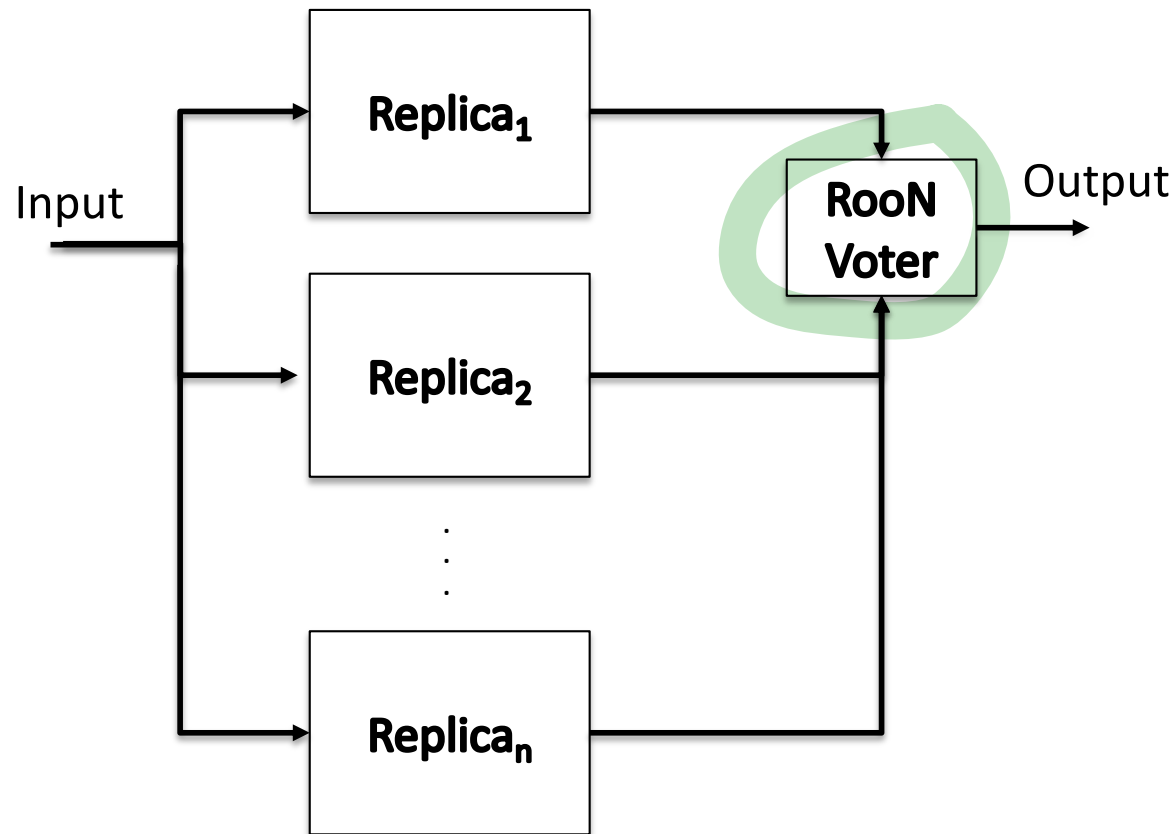 Replica₁
Input
RooN
Voter
Output
Replica₂
.
.
.
Replicaₙ